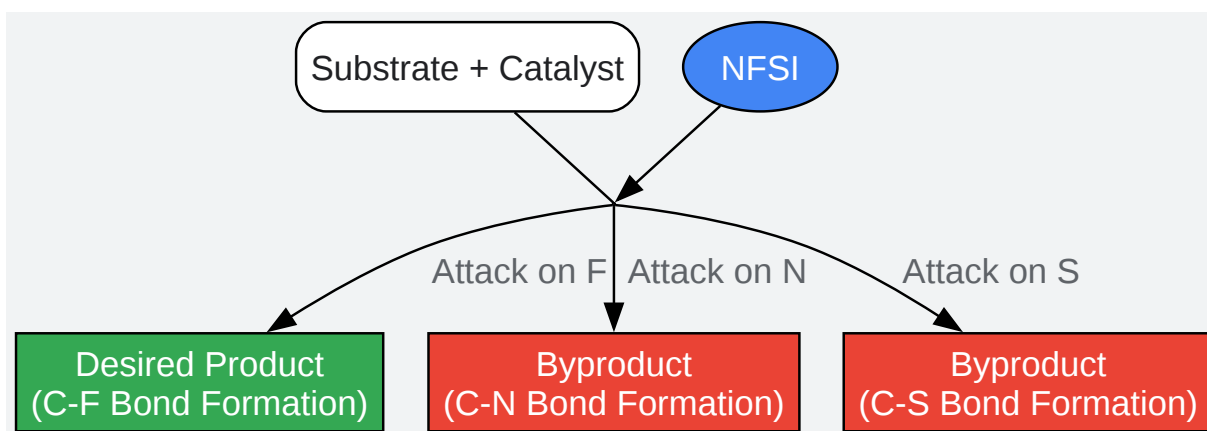 Substrate + Catalyst
NFSI
Attack on F
Attack on N
Attack on S
Desired Product
(C-F Bond Formation)
Byproduct
(C-N Bond Formation)
Byproduct
(C-S Bond Formation)